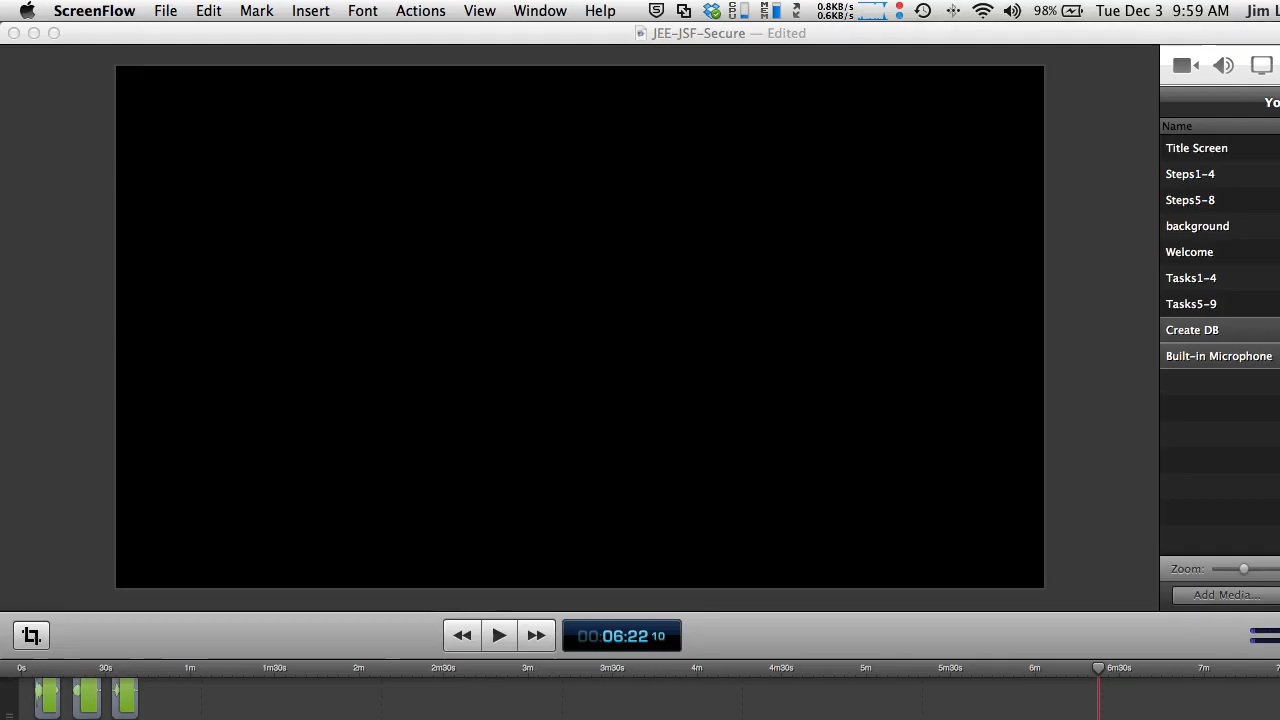 ScreenFlow File Edit Mark Insert Font Actions View Window Help CPU MEM 0.8KB/s 0.6KB/s 98% Tue Dec 3 9:59 AM Jim L
JEE-JSF-Secure — Edited
Yo
Name
Title Screen
Steps1-4
Steps5-8
background
Welcome
Tasks1-4
Tasks5-9
Create DB
Built-in Microphone
Zoom:
Add Media...
00:06:22 10
0s 30s 1m 1m30s 2m 2m30s 3m 3m30s 4m 4m30s 5m 5m30s 6m 6m30s 7m 7